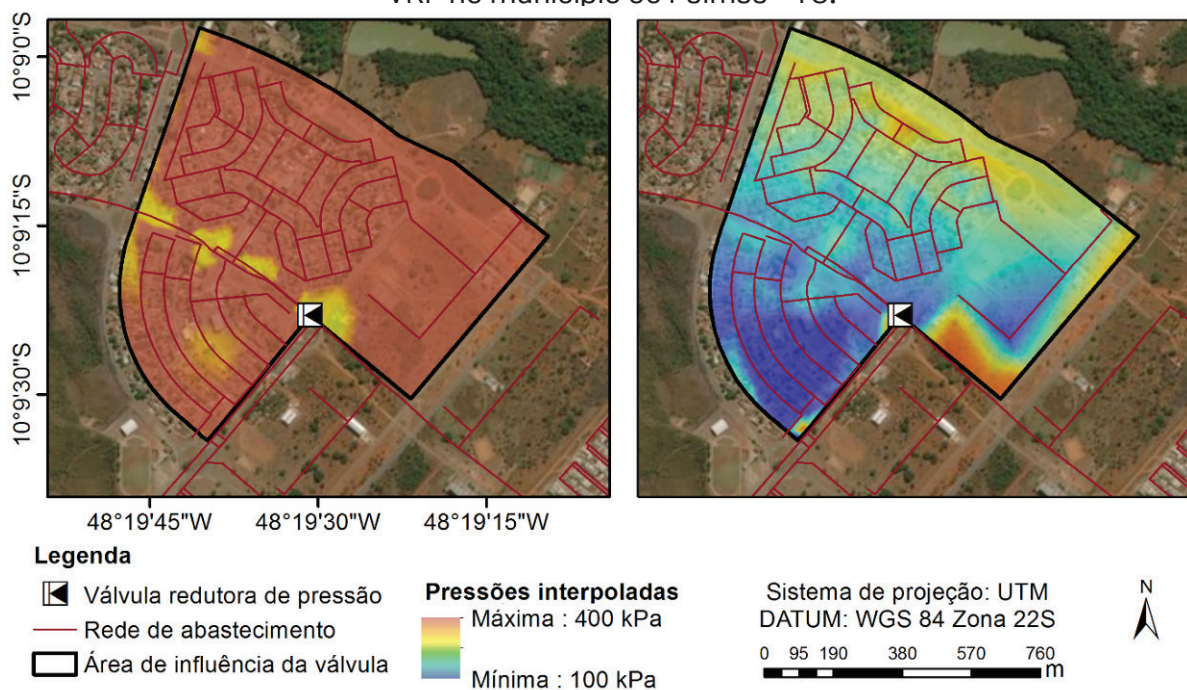 10°9'0"S
10°9'15"S
10°9'30"S
48°19'45"W 48°19'30"W 48°19'15"W
Legenda
Válvula redutora de pressão
Rede de abastecimento
Área de influência da válvula
Pressões interpoladas
Máxima : 400 kPa
Mínima : 100 kPa
Sistema de projeção: UTM
DATUM: WGS 84 Zona 22S
0 95 190 380 570 760
m
N